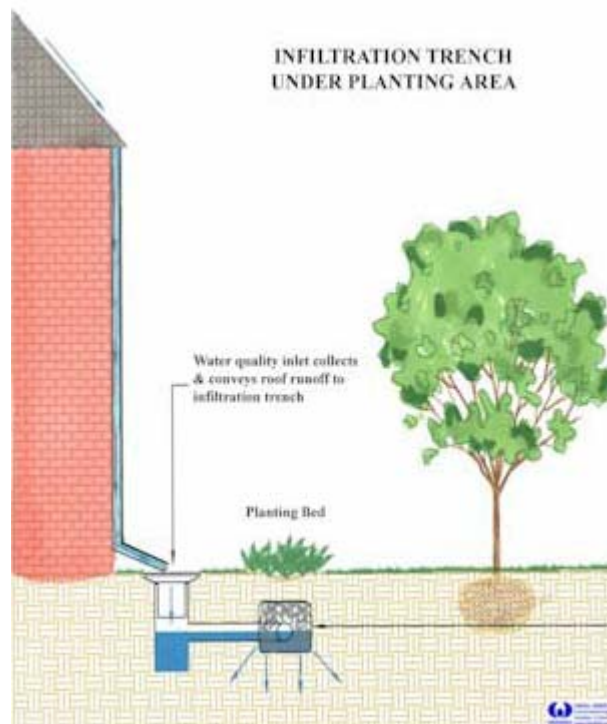 INFILTRATION TRENCH
UNDER PLANTING AREA
Water quality inlet collects
& conveys roof runoff to
infiltration trench
Planting Bed